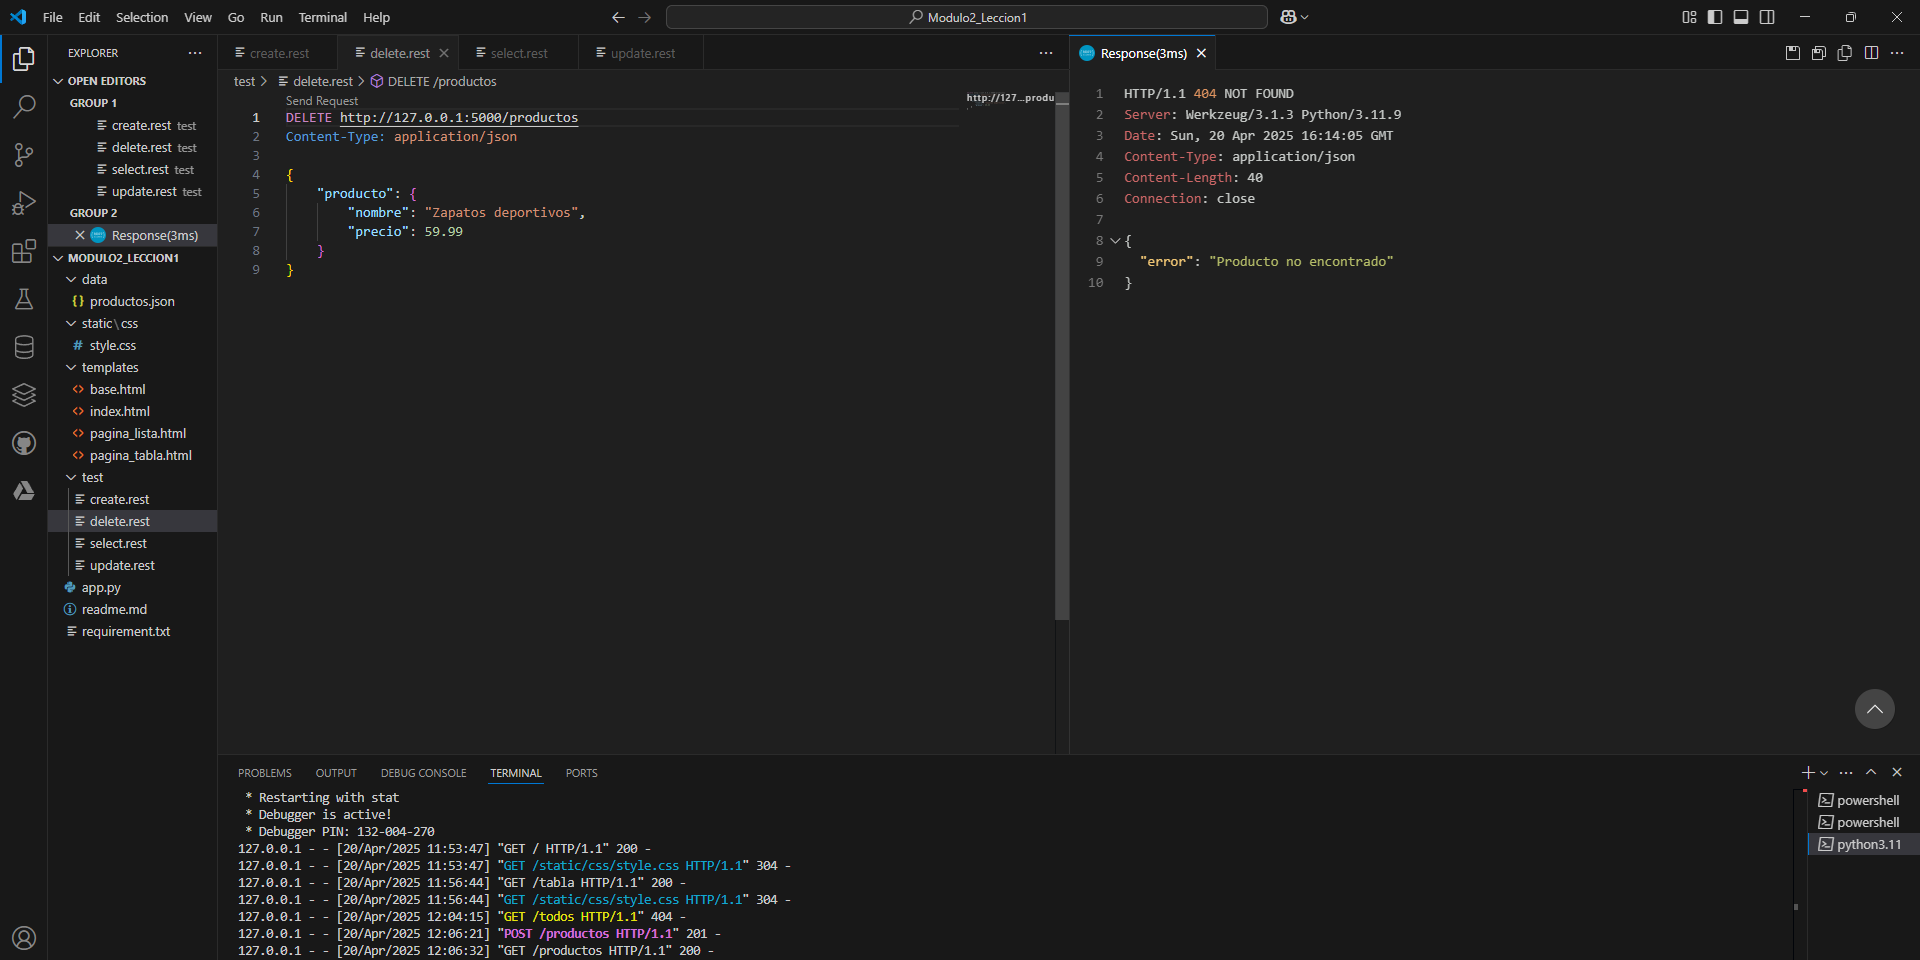 File Edit Selection View Go Run Terminal Help
Modulo2_Leccion1
EXPLORER
OPEN EDITORS
GROUP 1
create.rest test
delete.rest test
select.rest test
update.rest test
GROUP 2
Response(3ms)
MODULO2_LECCION1
data
productos.json
static\css
style.css
templates
base.html
index.html
pagina_lista.html
pagina_tabla.html
test
create.rest
delete.rest
select.rest
update.rest
app.py
readme.md
requirement.txt
create.rest delete.rest select.rest update.rest
test > delete.rest > DELETE /productos
Send Request
1 DELETE http://127.0.0.1:5000/productos
2 Content-Type: application/json
3
4 {
5 "producto": {
6 "nombre": "Zapatos deportivos",
7 "precio": 59.99
8 }
9 }
http://127...produ
Response(3ms)
1 HTTP/1.1 404 NOT FOUND
2 Server: Werkzeug/3.1.3 Python/3.11.9
3 Date: Sun, 20 Apr 2025 16:14:05 GMT
4 Content-Type: application/json
5 Content-Length: 40
6 Connection: close
7
8 {
9 "error": "Producto no encontrado"
10 }
PROBLEMS OUTPUT DEBUG CONSOLE TERMINAL PORTS
* Restarting with stat
* Debugger is active!
* Debugger PIN: 132-004-270
127.0.0.1 - - [20/Apr/2025 11:53:47] "GET / HTTP/1.1" 200 -
127.0.0.1 - - [20/Apr/2025 11:53:47] "GET /static/css/style.css HTTP/1.1" 304 -
127.0.0.1 - - [20/Apr/2025 11:56:44] "GET /tabla HTTP/1.1" 200 -
127.0.0.1 - - [20/Apr/2025 11:56:44] "GET /static/css/style.css HTTP/1.1" 304 -
127.0.0.1 - - [20/Apr/2025 12:04:15] "GET /todos HTTP/1.1" 404 -
127.0.0.1 - - [20/Apr/2025 12:06:21] "POST /productos HTTP/1.1" 201 -
127.0.0.1 - - [20/Apr/2025 12:06:32] "GET /productos HTTP/1.1" 200 -
powershell
powershell
python3.11